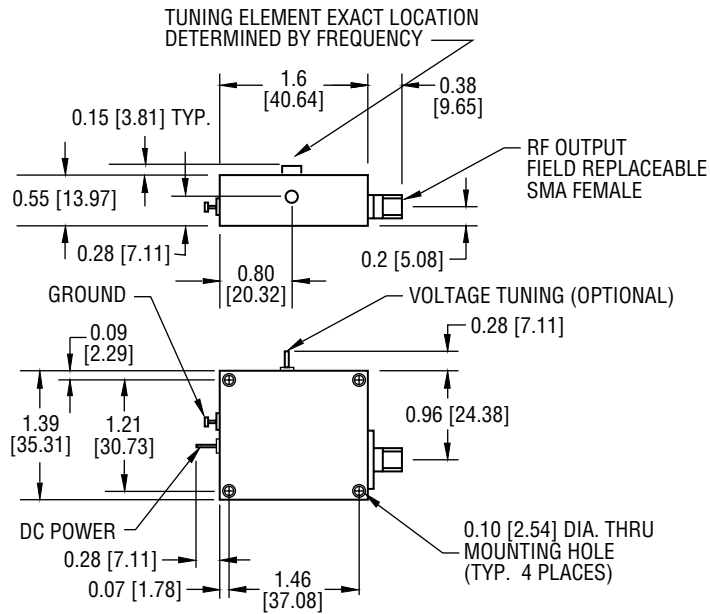 TUNING ELEMENT EXACT LOCATION
DETERMINED BY FREQUENCY
1.6
[40.64]
0.38
[9.65]
0.15 [3.81] TYP.
RF OUTPUT
FIELD REPLACEABLE
SMA FEMALE
0.55 [13.97]
0.28 [7.11]
0.2 [5.08]
0.80
[20.32]
GROUND
VOLTAGE TUNING (OPTIONAL)
0.28 [7.11]
0.09
[2.29]
1.39
[35.31]
1.21
[30.73]
0.96 [24.38]
DC POWER
0.28 [7.11]
0.07 [1.78]
1.46
[37.08]
0.10 [2.54] DIA. THRU
MOUNTING HOLE
(TYP. 4 PLACES)